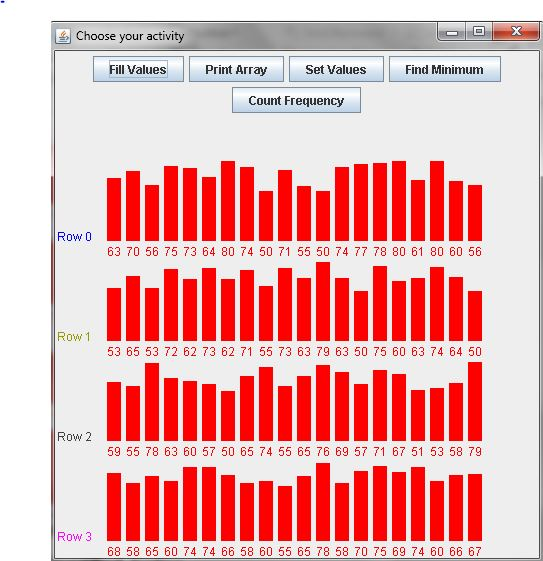 Choose your activity
Fill Values Print Array Set Values Find Minimum
Count Frequency
Row 0
63 70 56 75 73 64 80 74 50 71 55 50 74 77 78 80 61 80 60 56
Row 1
53 65 53 72 62 73 62 71 55 73 63 79 63 50 75 60 63 74 64 50
Row 2
59 55 78 63 60 57 50 65 74 55 65 76 69 57 71 67 51 53 58 79
Row 3
68 58 65 60 74 74 66 58 60 55 65 78 58 70 75 69 74 60 66 67